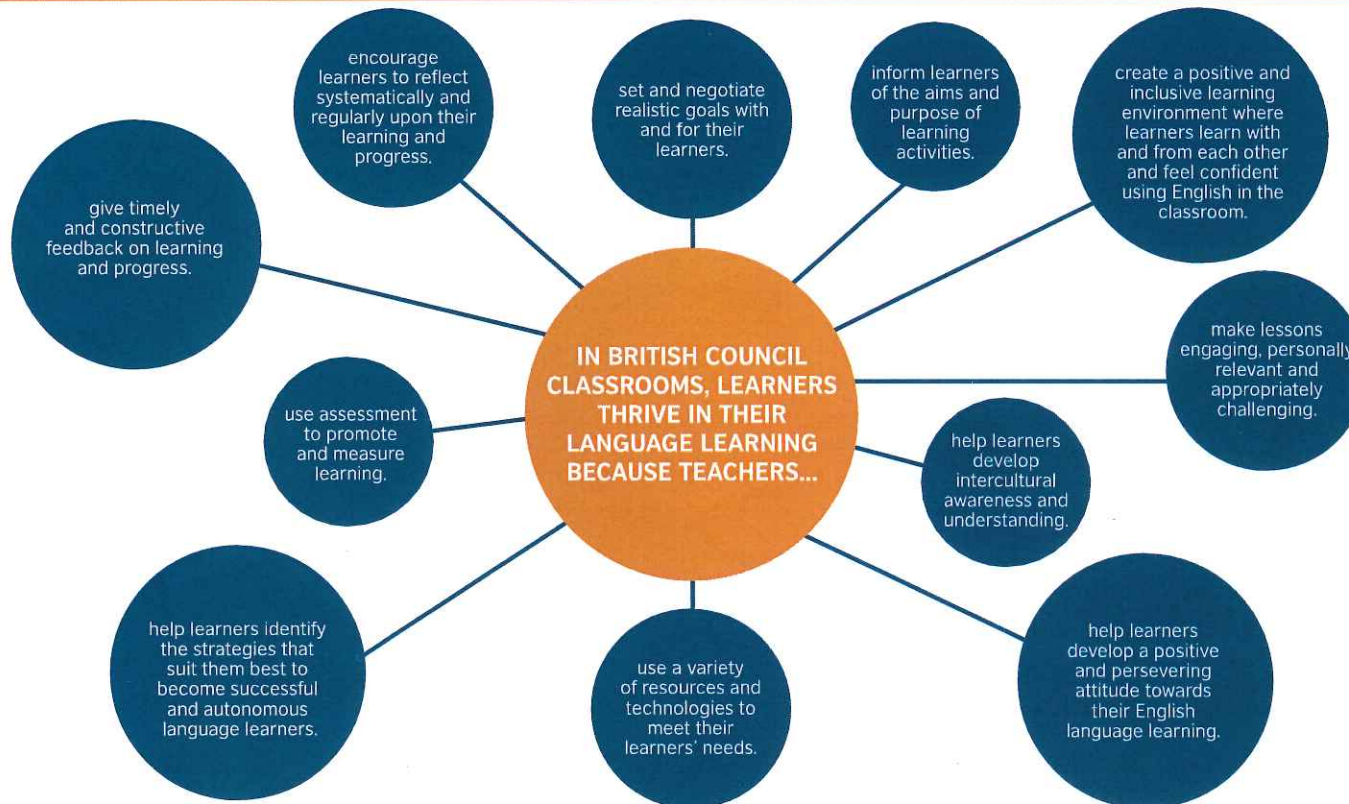 IN BRITISH COUNCIL
CLASSROOMS, LEARNERS
THRIVE IN THEIR
LANGUAGE LEARNING
BECAUSE TEACHERS...
encourage
learners to reflect
systematically and
regularly upon their
learning and
progress.
set and negotiate
realistic goals with
and for their
learners.
inform learners
of the aims and
purpose of
learning
activities.
create a positive and
inclusive learning
environment where
learners learn with
and from each other
and feel confident
using English in the
classroom.
make lessons
engaging, personally
relevant and
appropriately
challenging.
help learners
develop
intercultural
awareness and
understanding.
help learners
develop a positive
and persevering
attitude towards
their English
language learning.
use a variety
of resources and
technologies to
meet their
learners' needs.
help learners identify
the strategies that
suit them best to
become successful
and autonomous
language learners.
use assessment
to promote
and measure
learning.
give timely
and constructive
feedback on learning
and progress.